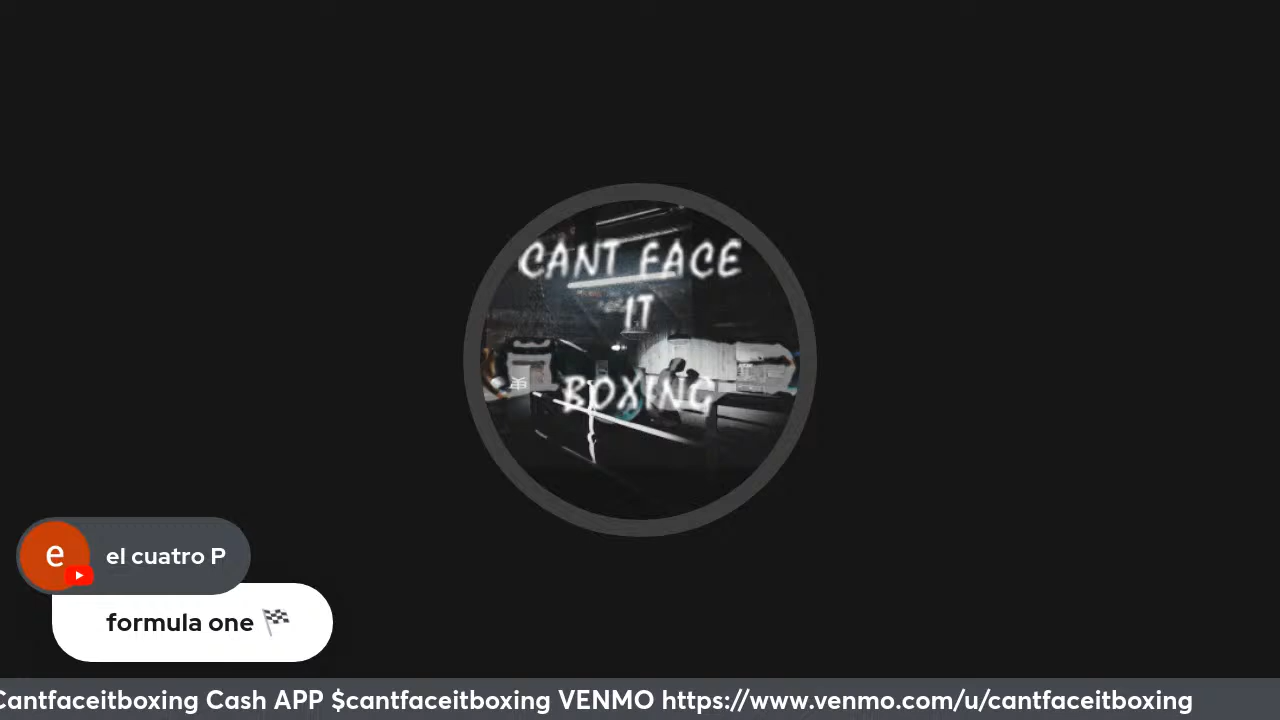 CANT FACE
IT
BOXING
e
el cuatro P
formula one 🏁
Cantfaceitboxing Cash APP $cantfaceitboxing VENMO https://www.venmo.com/u/cantfaceitboxing